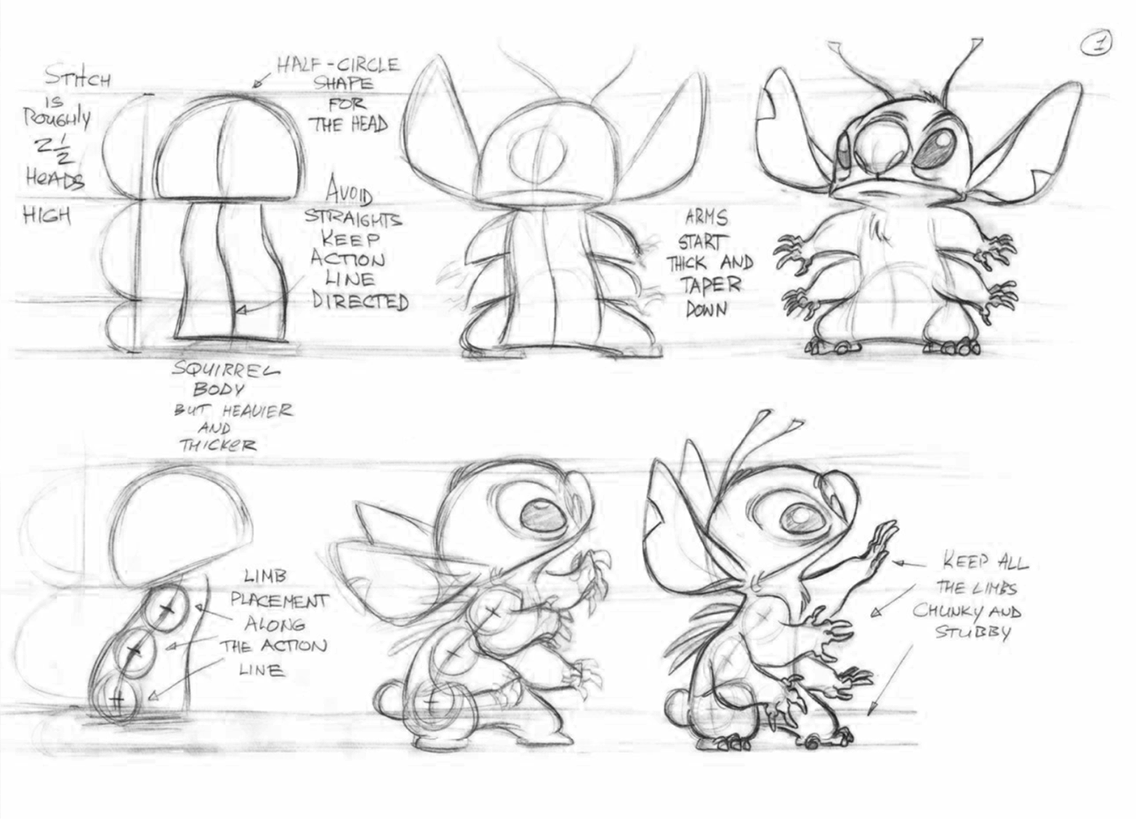 1
STITCH
IS
ROUGHLY
2 1/2
HEADS
HIGH
HALF-CIRCLE
SHAPE
FOR
THE HEAD
AVOID
STRAIGHTS
KEEP
ACTION
LINE
DIRECTED
ARMS
START
THICK AND
TAPER
DOWN
SQUIRREL
BODY
BUT HEAVIER
AND
THICKER
LIMB
PLACEMENT
ALONG
THE ACTION
LINE
KEEP ALL
THE LIMBS
CHUNKY AND
STUBBY